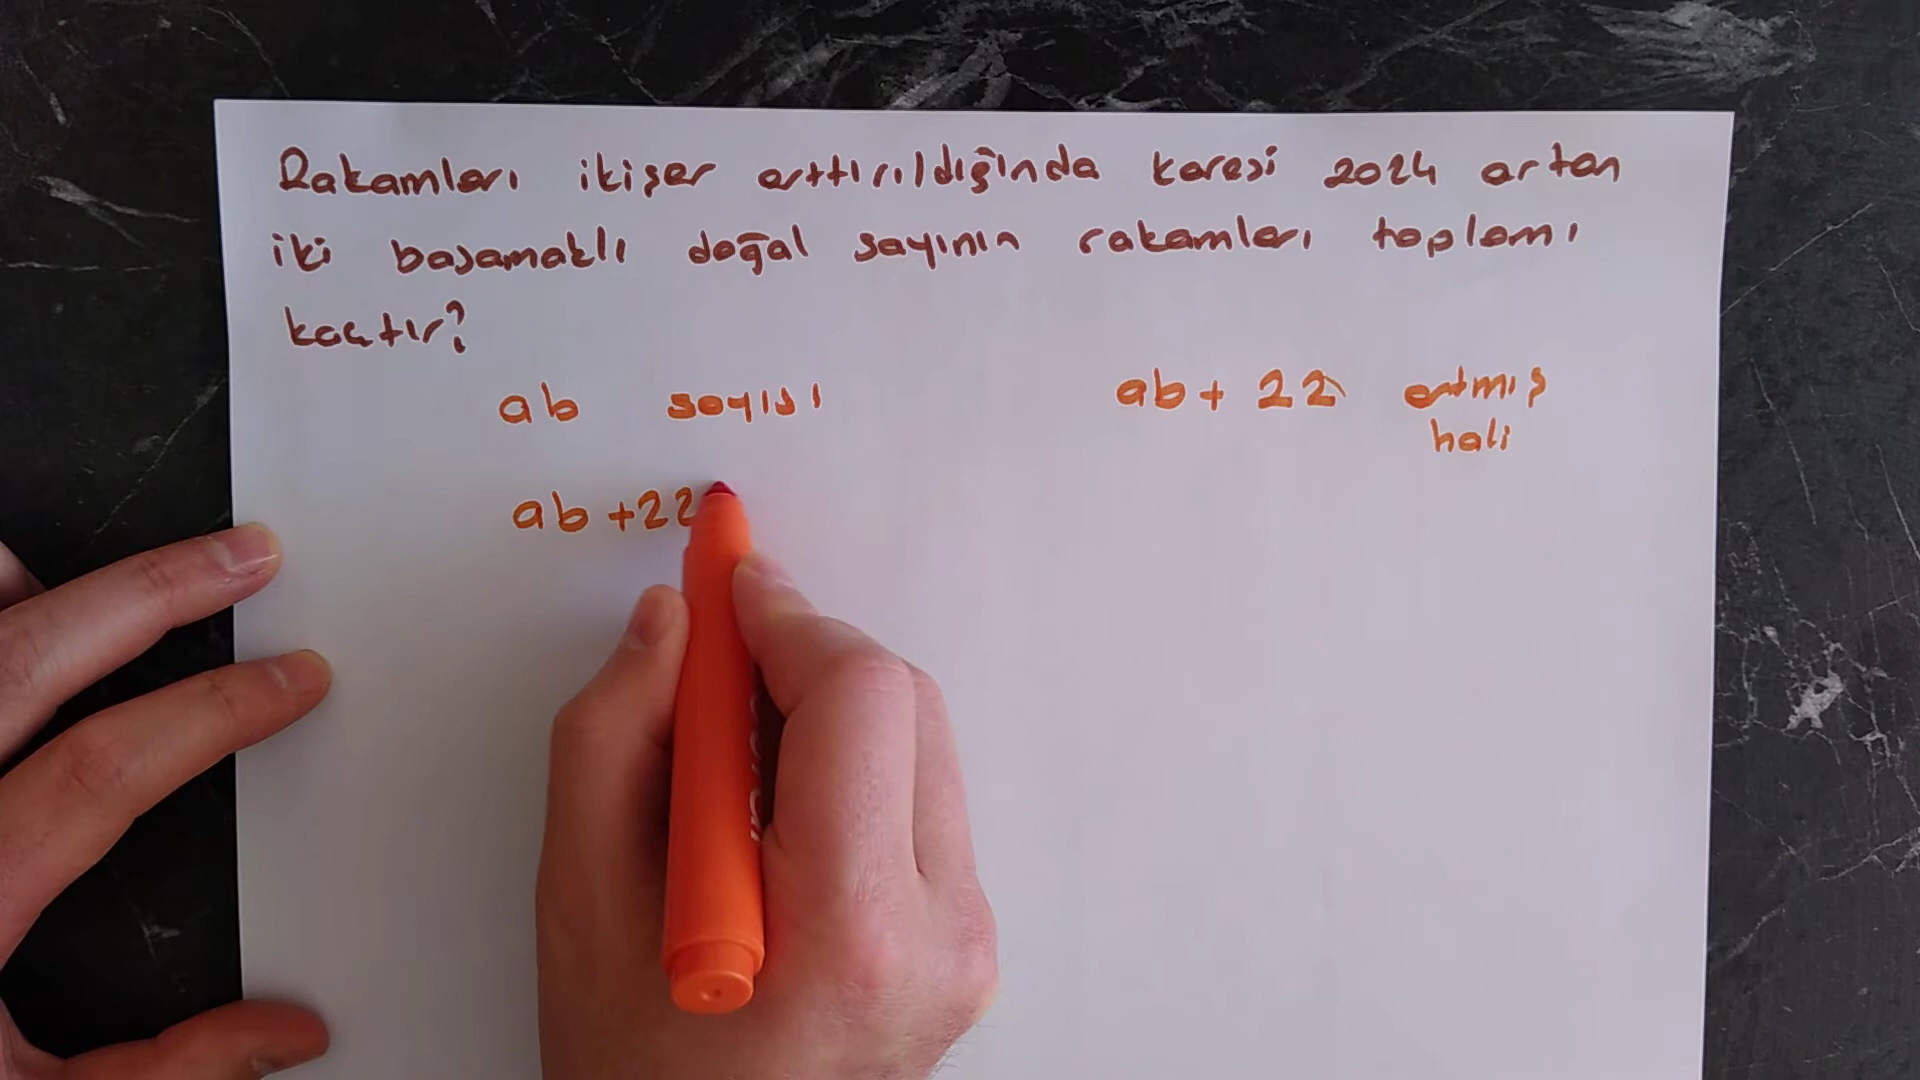 Rakamları ikişer arttırıldığında karesi 2024 artan
iki basamaklı doğal sayının rakamları toplamı
kaçtır?
ab sayısı
ab + 22 artmış
hali
ab + 22